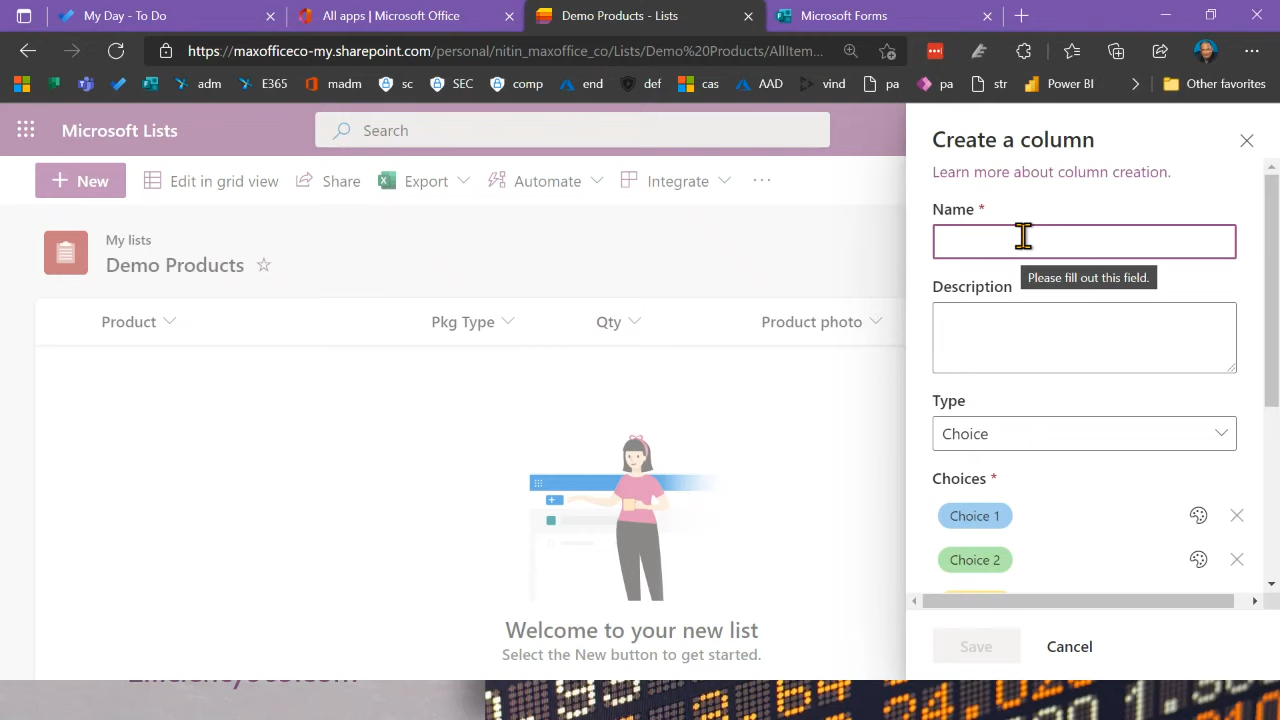 My Day - To Do
All apps | Microsoft Office
Demo Products - Lists
Microsoft Forms
https://maxofficeco-my.sharepoint.com/personal/nitin_maxoffice_co/Lists/Demo%20Products/AllItem...
adm
E365
madm
sc
SEC
comp
end
def
cas
AAD
vind
pa
pa
str
Power BI
Other favorites
Microsoft Lists
Search
New
Edit in grid view
Share
Export
Automate
Integrate
My lists
Demo Products
Product
Pkg Type
Qty
Product photo
Welcome to your new list
Select the New button to get started.
Create a column
Learn more about column creation.
Name *
Please fill out this field.
Description
Type
Choice
Choices *
Choice 1
Choice 2
Save
Cancel